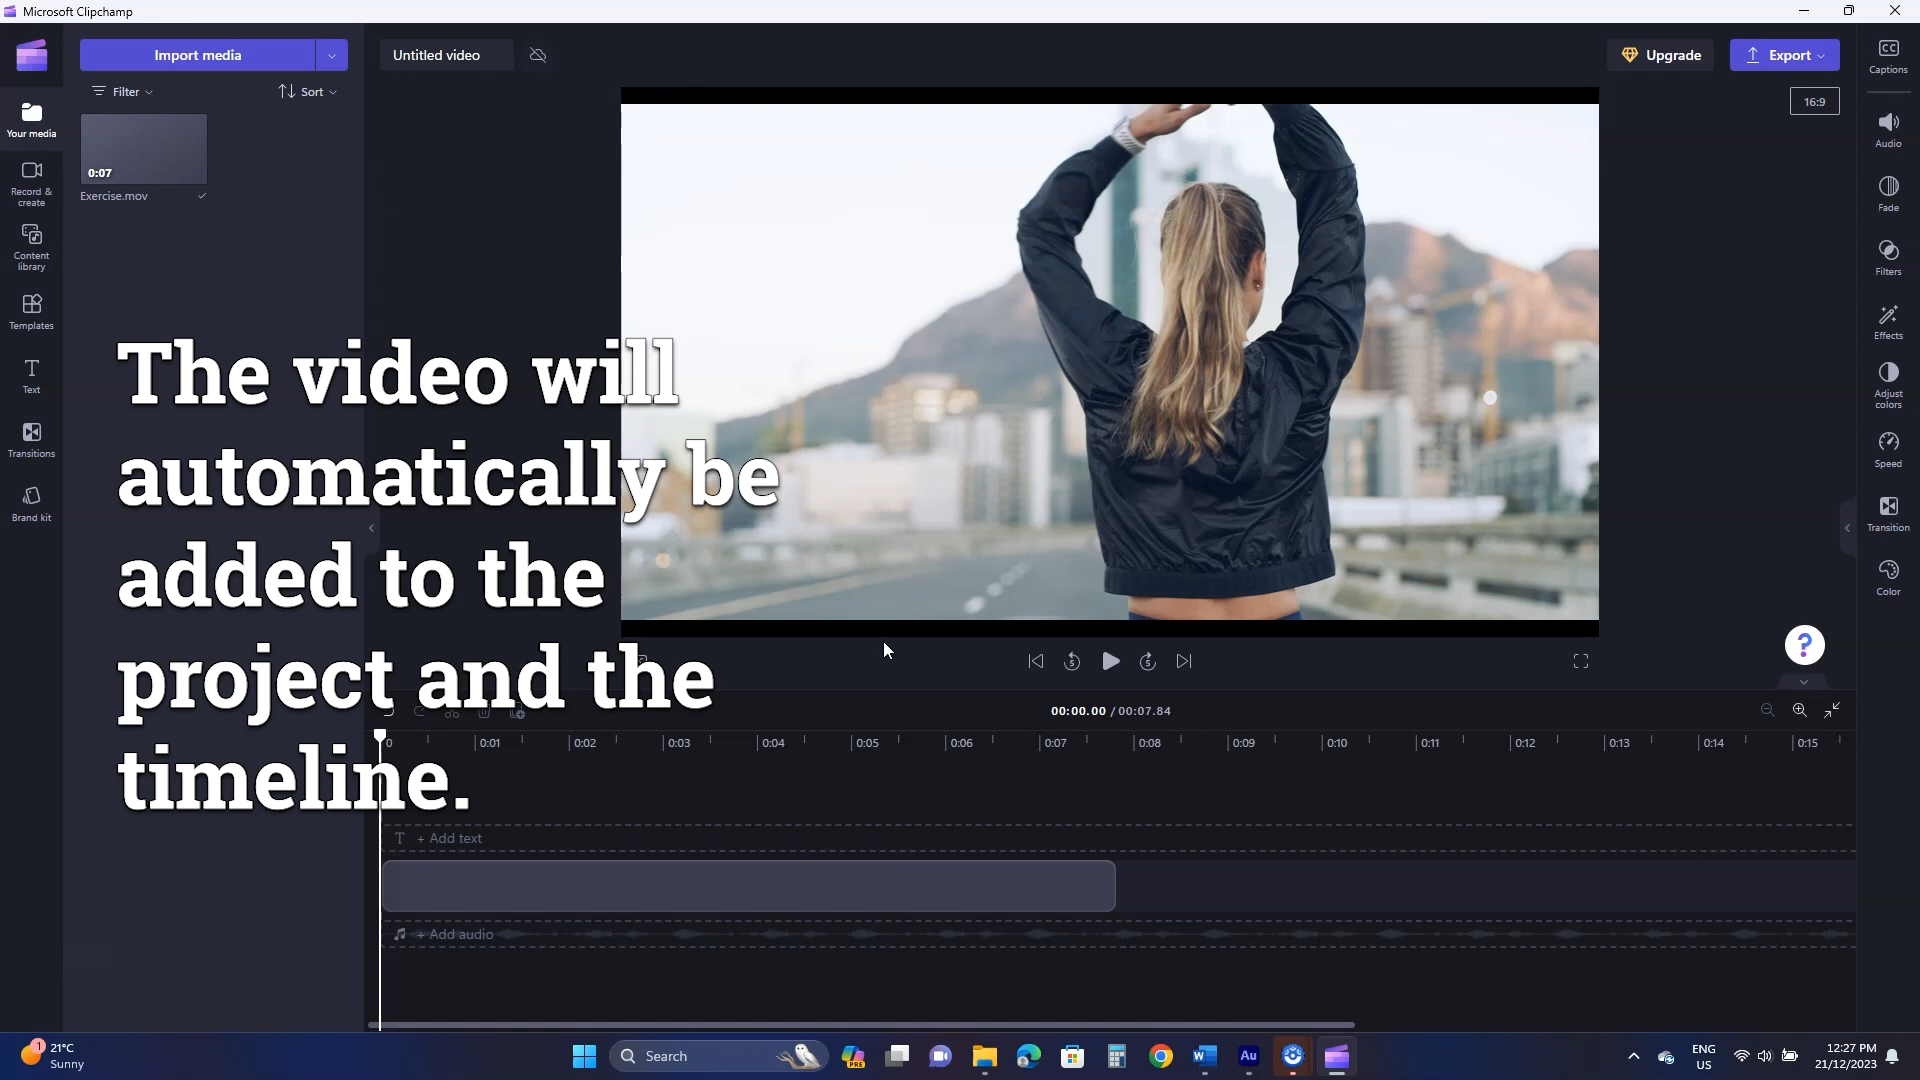 Microsoft Clipchamp
Import media
Untitled video
Upgrade
Export
Captions
Filter
Sort
16:9
Your media
0:07
Exercise.mov
Audio
Record &
create
Fade
Content
library
Filters
Templates
Effects
The video will
automatically be
added to the
project and the
timeline.
Text
Adjust
colors
Transitions
Speed
Brand kit
Transition
Color
?
5
5
00:00.00 / 00:07.84
0
0:01
0:02
0:03
0:04
0:05
0:06
0:07
0:08
0:09
0:10
0:11
0:12
0:13
0:14
0:15
T + Add text
+ Add audio
1
21°C
Sunny
Search
PRE
W
Au
ENG
US
12:27 PM
21/12/2023